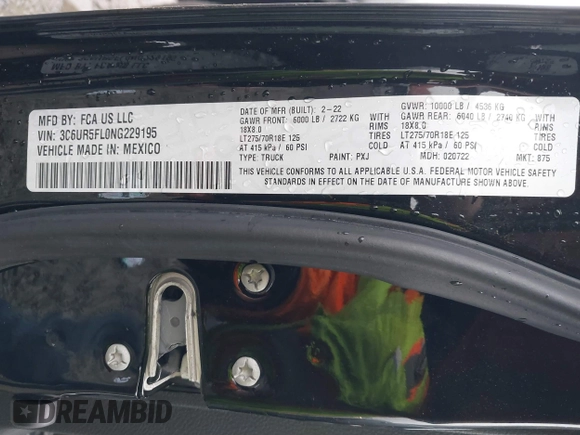 MFD BY: FCA US LLC
VIN: 3C6UR5FL0NG229195
VEHICLE MADE IN: MEXICO
DATE OF MFR (BUILT): 2-22
GAWR FRONT: 6000 LB / 2722 KG
18X8.0 RIMS
LT275/70R18E 125 TIRES
AT 415 kPa / 60 PSI COLD
TYPE: TRUCK PAINT: PXJ
GVWR: 10000 LB / 4536 KG
GAWR REAR: 6040 LB / 2740 KG
18X8.0 RIMS
LT275/70R18E 125 TIRES
AT 415 kPa / 60 PSI COLD
MDH: 020722 MKT: 875
THIS VEHICLE CONFORMS TO ALL APPLICABLE U.S.A. FEDERAL MOTOR VEHICLE SAFETY
STANDARDS IN EFFECT ON THE DATE OF MANUFACTURE SHOWN ABOVE.
DREAMBID